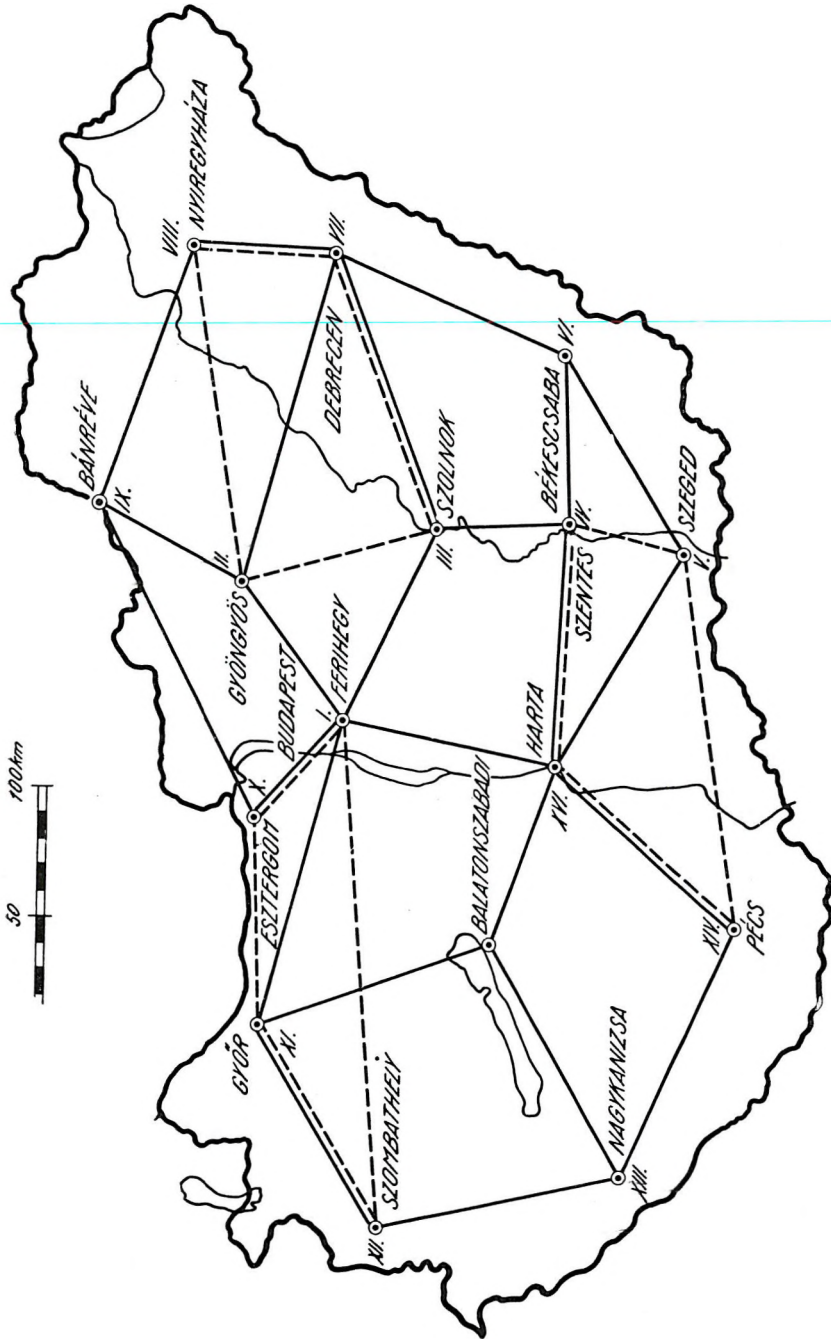 50 100km
BÁNRÉVE
IX.
VIII.
NYIREGYHÁZA
GYÖNGYÖS
II.
DEBRECEN
VII.
GYŐR
XI.
ESZTERGOM
X.
BUDAPEST
I. FERIHEGY
SZOLNOK
III.
SZOMBATHELY
XII.
BALATONSZABADI
HARTA
XVI.
SZENTES
IV.
BÉKÉSCSABA
VI.
NAGYKANIZSA
XIII.
XIV.
PÉCS
SZEGED
V.